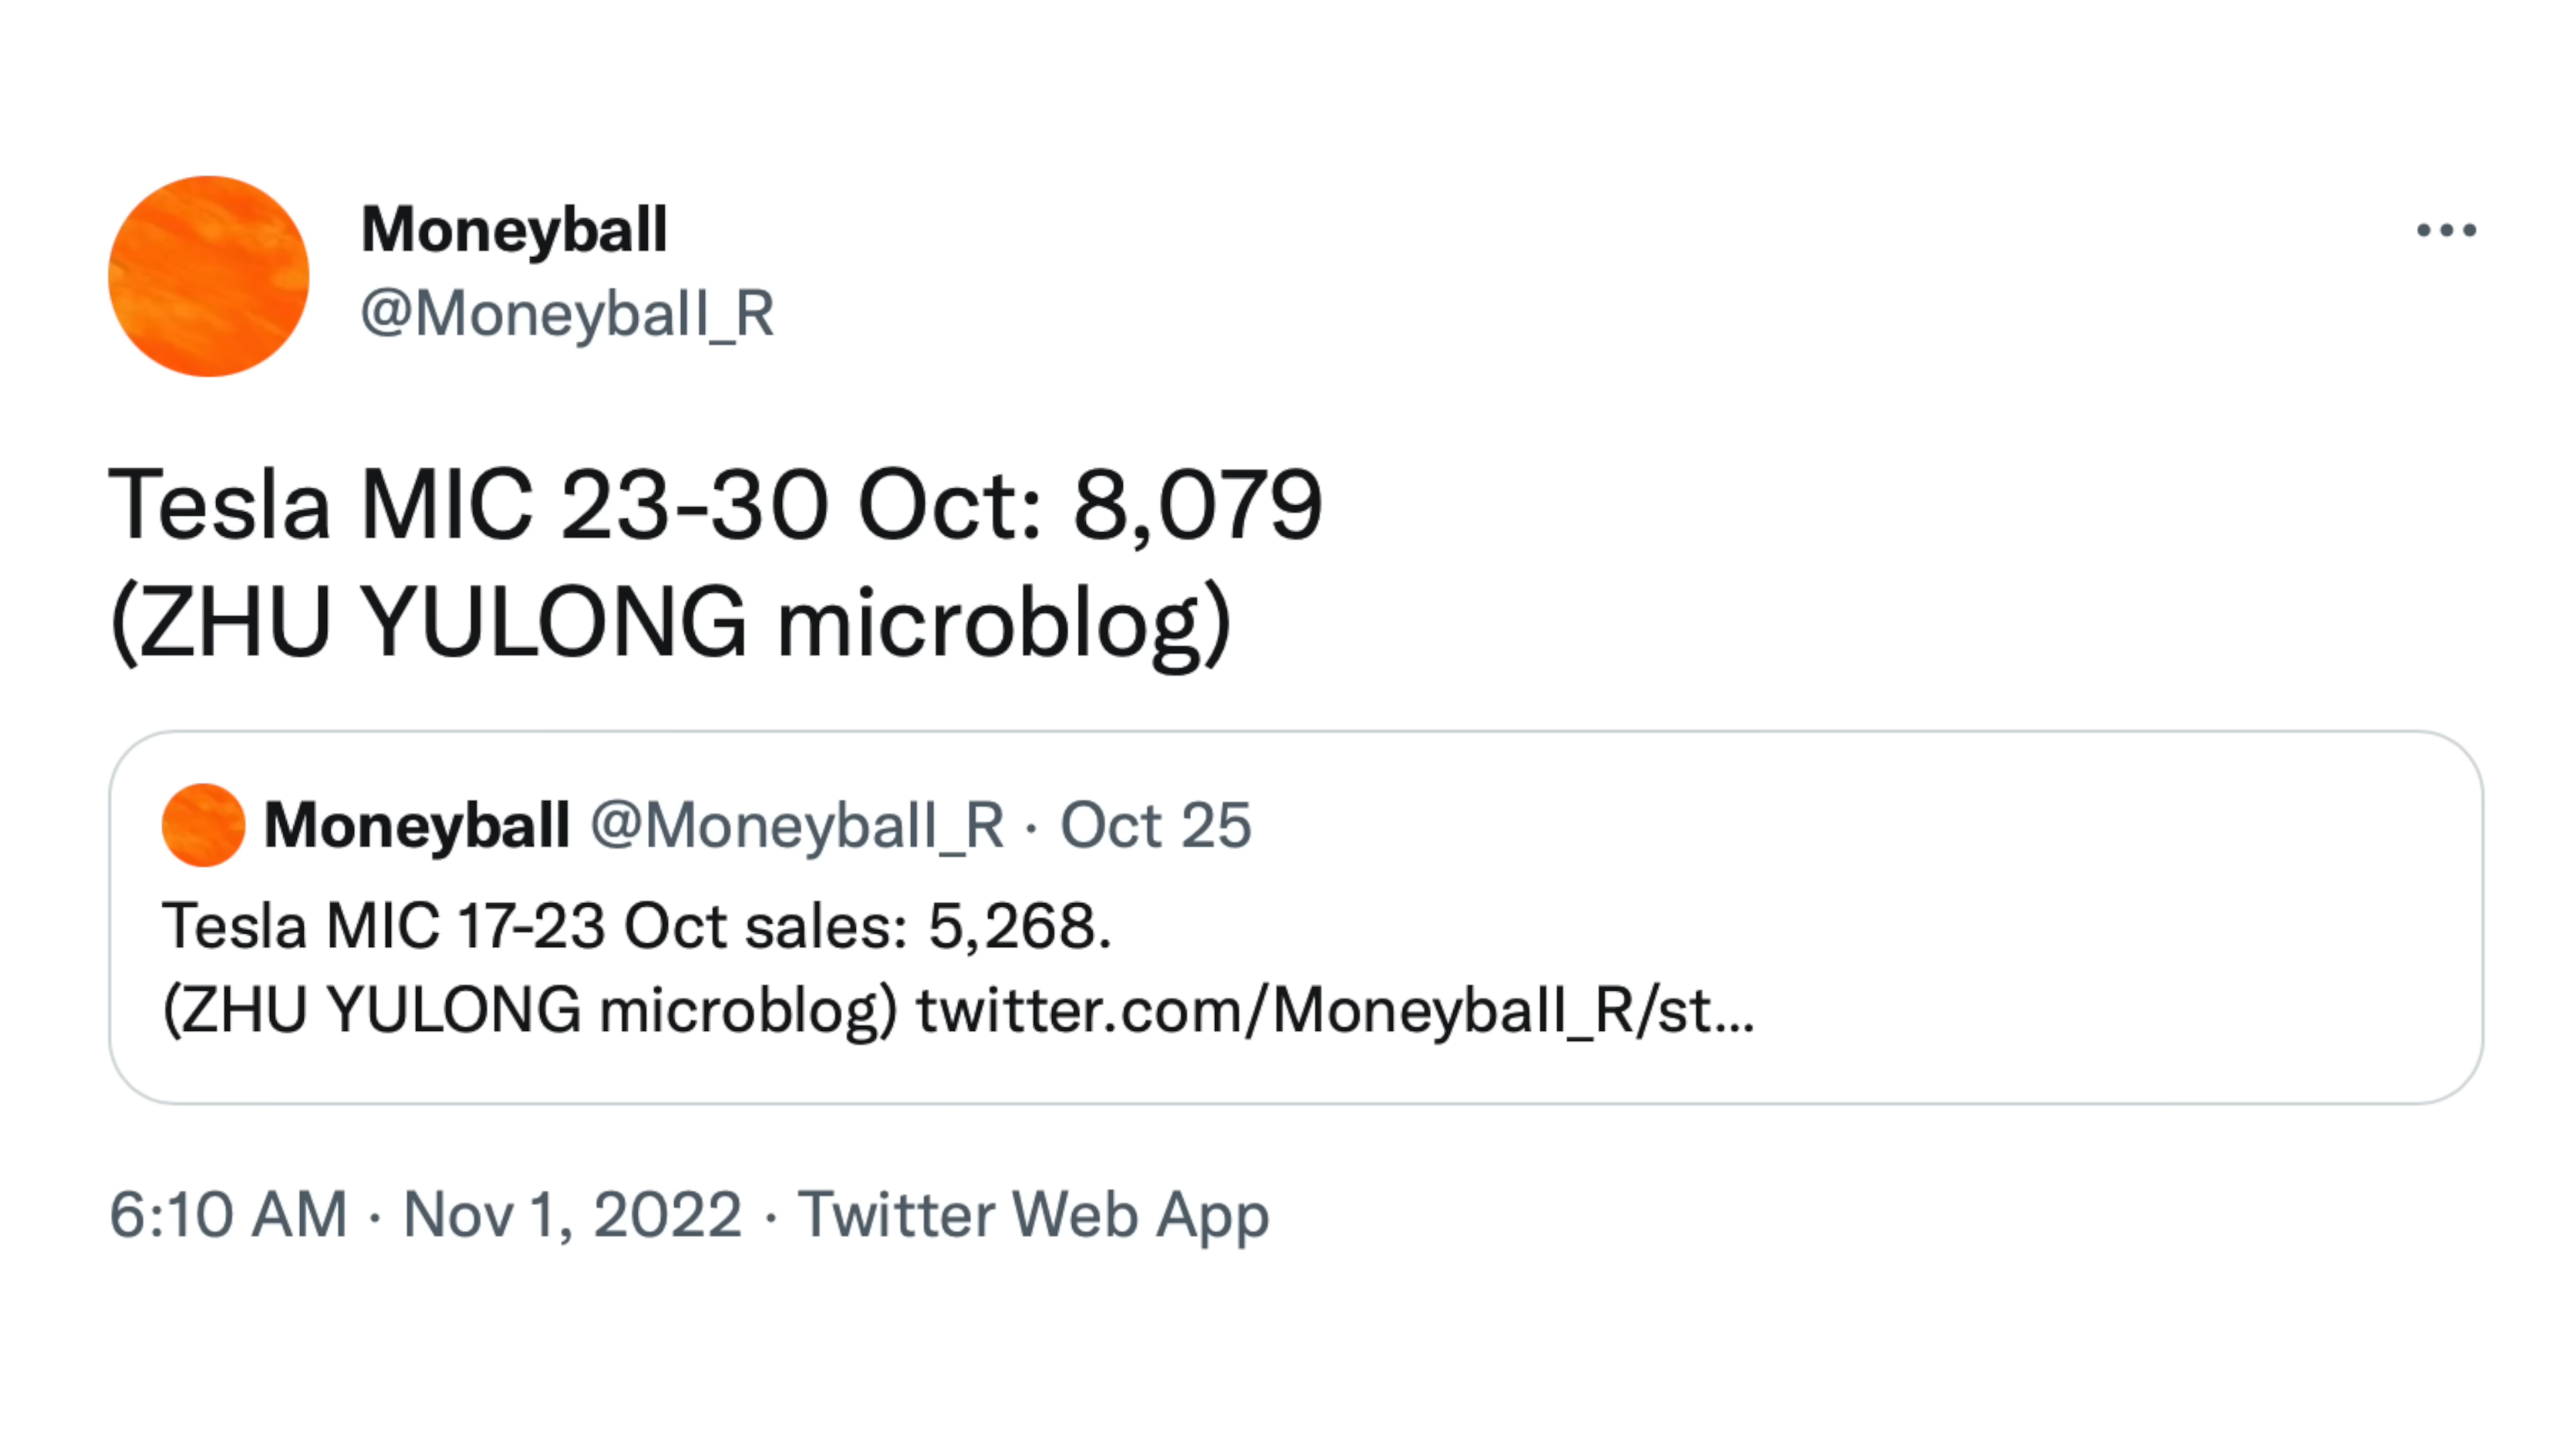 Moneyball
@Moneyball_R
Tesla MIC 23-30 Oct: 8,079
(ZHU YULONG microblog)
Moneyball @Moneyball_R · Oct 25
Tesla MIC 17-23 Oct sales: 5,268.
(ZHU YULONG microblog) twitter.com/Moneyball_R/st...
6:10 AM · Nov 1, 2022 · Twitter Web App